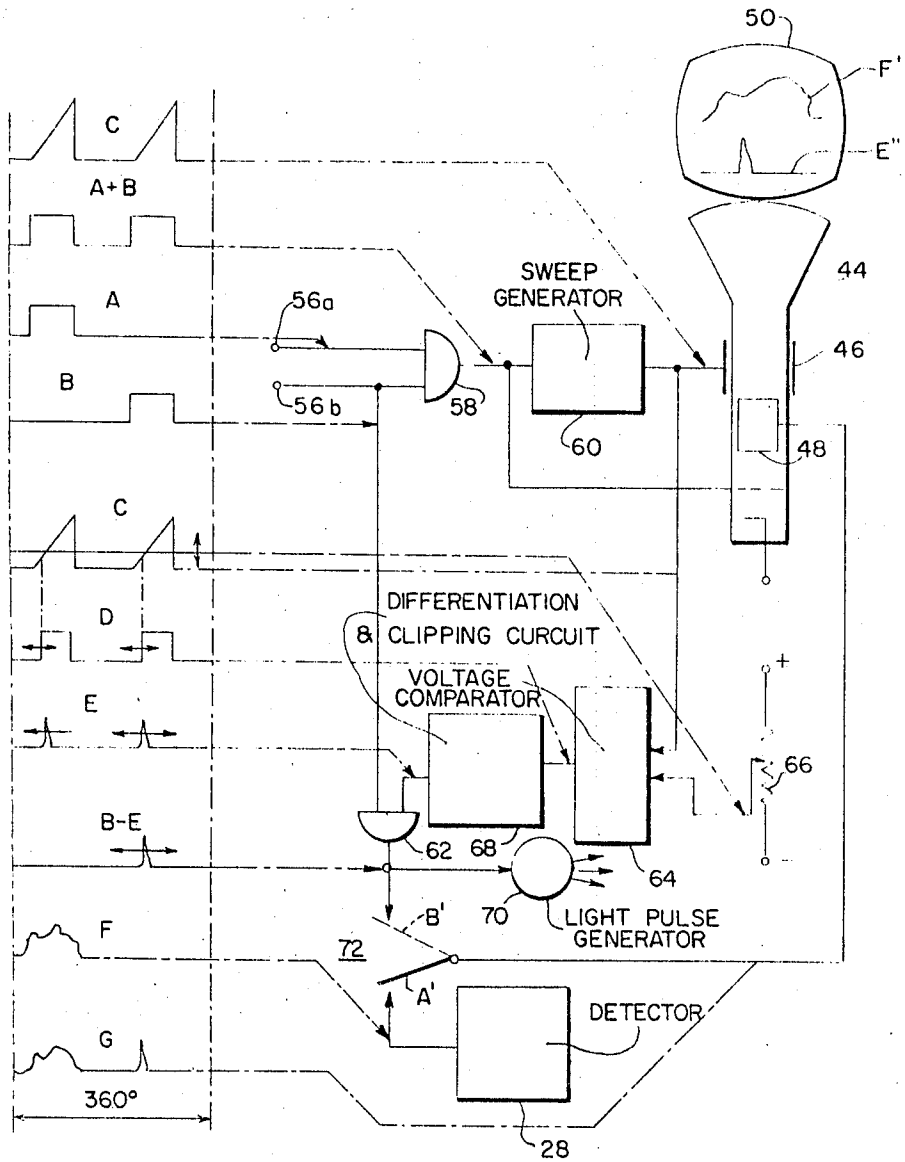 50
F'
C
E"
A+B
44
SWEEP
GENERATOR
A
56a
46
B
56b
58
60
48
C
DIFFERENTIATION
& CLIPPING CURCUIT
D
VOLTAGE
COMPARATOR
+
E
66
B-E
62
68
64
−
70
LIGHT PULSE
GENERATOR
F
B'
72
A'
DETECTOR
G
360°
28